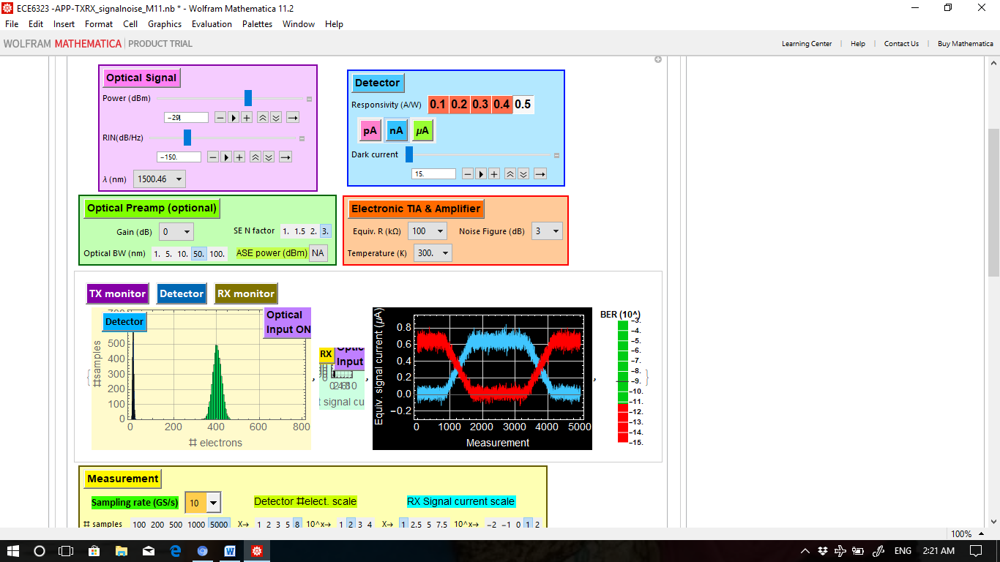 ECE6323 -APP-TXRX_signalnoise_M11.nb * - Wolfram Mathematica 11.2
File Edit Insert Format Cell Graphics Evaluation Palettes Window Help
WOLFRAM MATHEMATICA | PRODUCT TRIAL
Learning Center | Help | Contact Us | Buy Mathematica
Optical Signal
Power (dBm)
-29
RIN(dB/Hz)
-150.
λ (nm) 1500.46
Detector
Responsivity (A/W) 0.1 0.2 0.3 0.4 0.5
pA nA μA
Dark current
15.
Optical Preamp (optional)
Gain (dB) 0 SE N factor 1. 1.5 2. 3.
Optical BW (nm) 1. 5. 10. 50. 100. ASE power (dBm) NA
Electronic TIA & Amplifier
Equiv. R (kΩ) 100 Noise Figure (dB) 3
Temperature (K) 300.
TX monitor Detector RX monitor
Detector
Optical
Input ON
#samples
500
400
300
200
100
0
0 200 400 600 800
# electrons
RX
Input
t signal cu
Equiv. signal current (μA)
0.8
0.6
0.4
0.2
0.0
-0.2
0 1000 2000 3000 4000 5000
Measurement
BER (10^)
-3.
-4.
-5.
-6.
-7.
-8.
-9.
-10.
-11.
-12.
-13.
-14.
-15.
Measurement
Sampling rate (GS/s) 10 Detector #elect. scale RX Signal current scale
# samples 100 200 500 1000 5000 X→ 1 2 3 5 8 10^x→ 1 2 3 4 X→ 1 2.5 5 7.5 10^x→ -2 -1 0 1 2
100%
ENG 2:21 AM